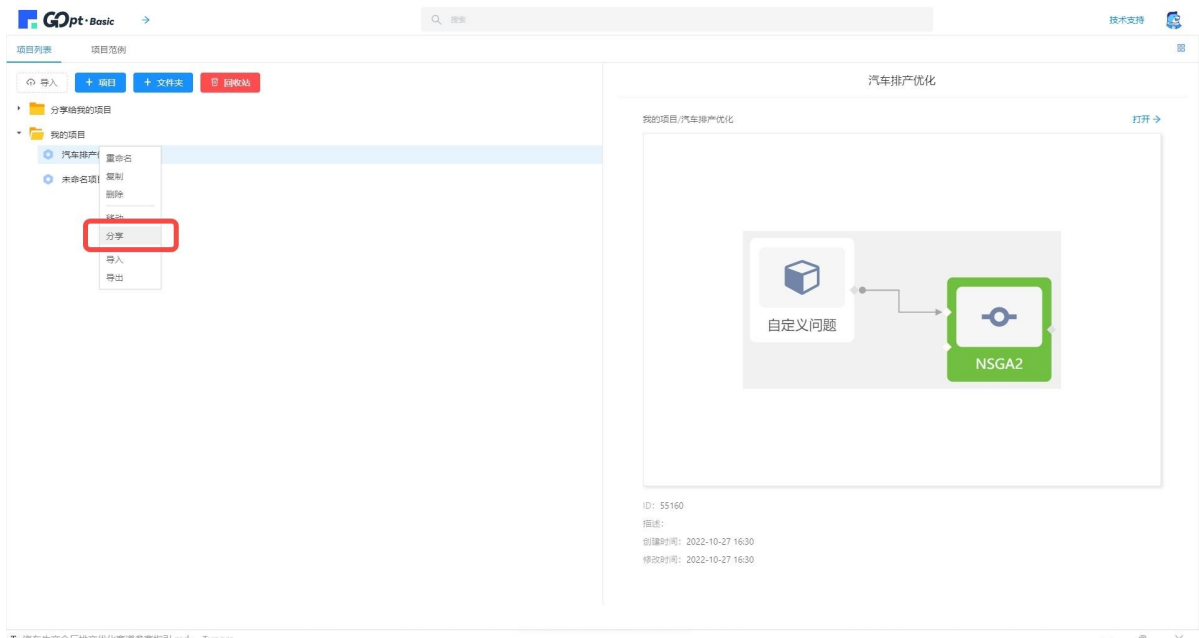 GOpt·Basic
搜索
技术支持
项目列表
项目范例
导入
+ 项目
+ 文件夹
回收站
分享给我的项目
我的项目
汽车排产
未命名项
重命名
复制
删除
移动
分享
导入
导出
汽车排产优化
我的项目/汽车排产优化
打开
自定义问题
NSGA2
ID: 55160
描述:
创建时间: 2022-10-27 16:30
修改时间: 2022-10-27 16:30